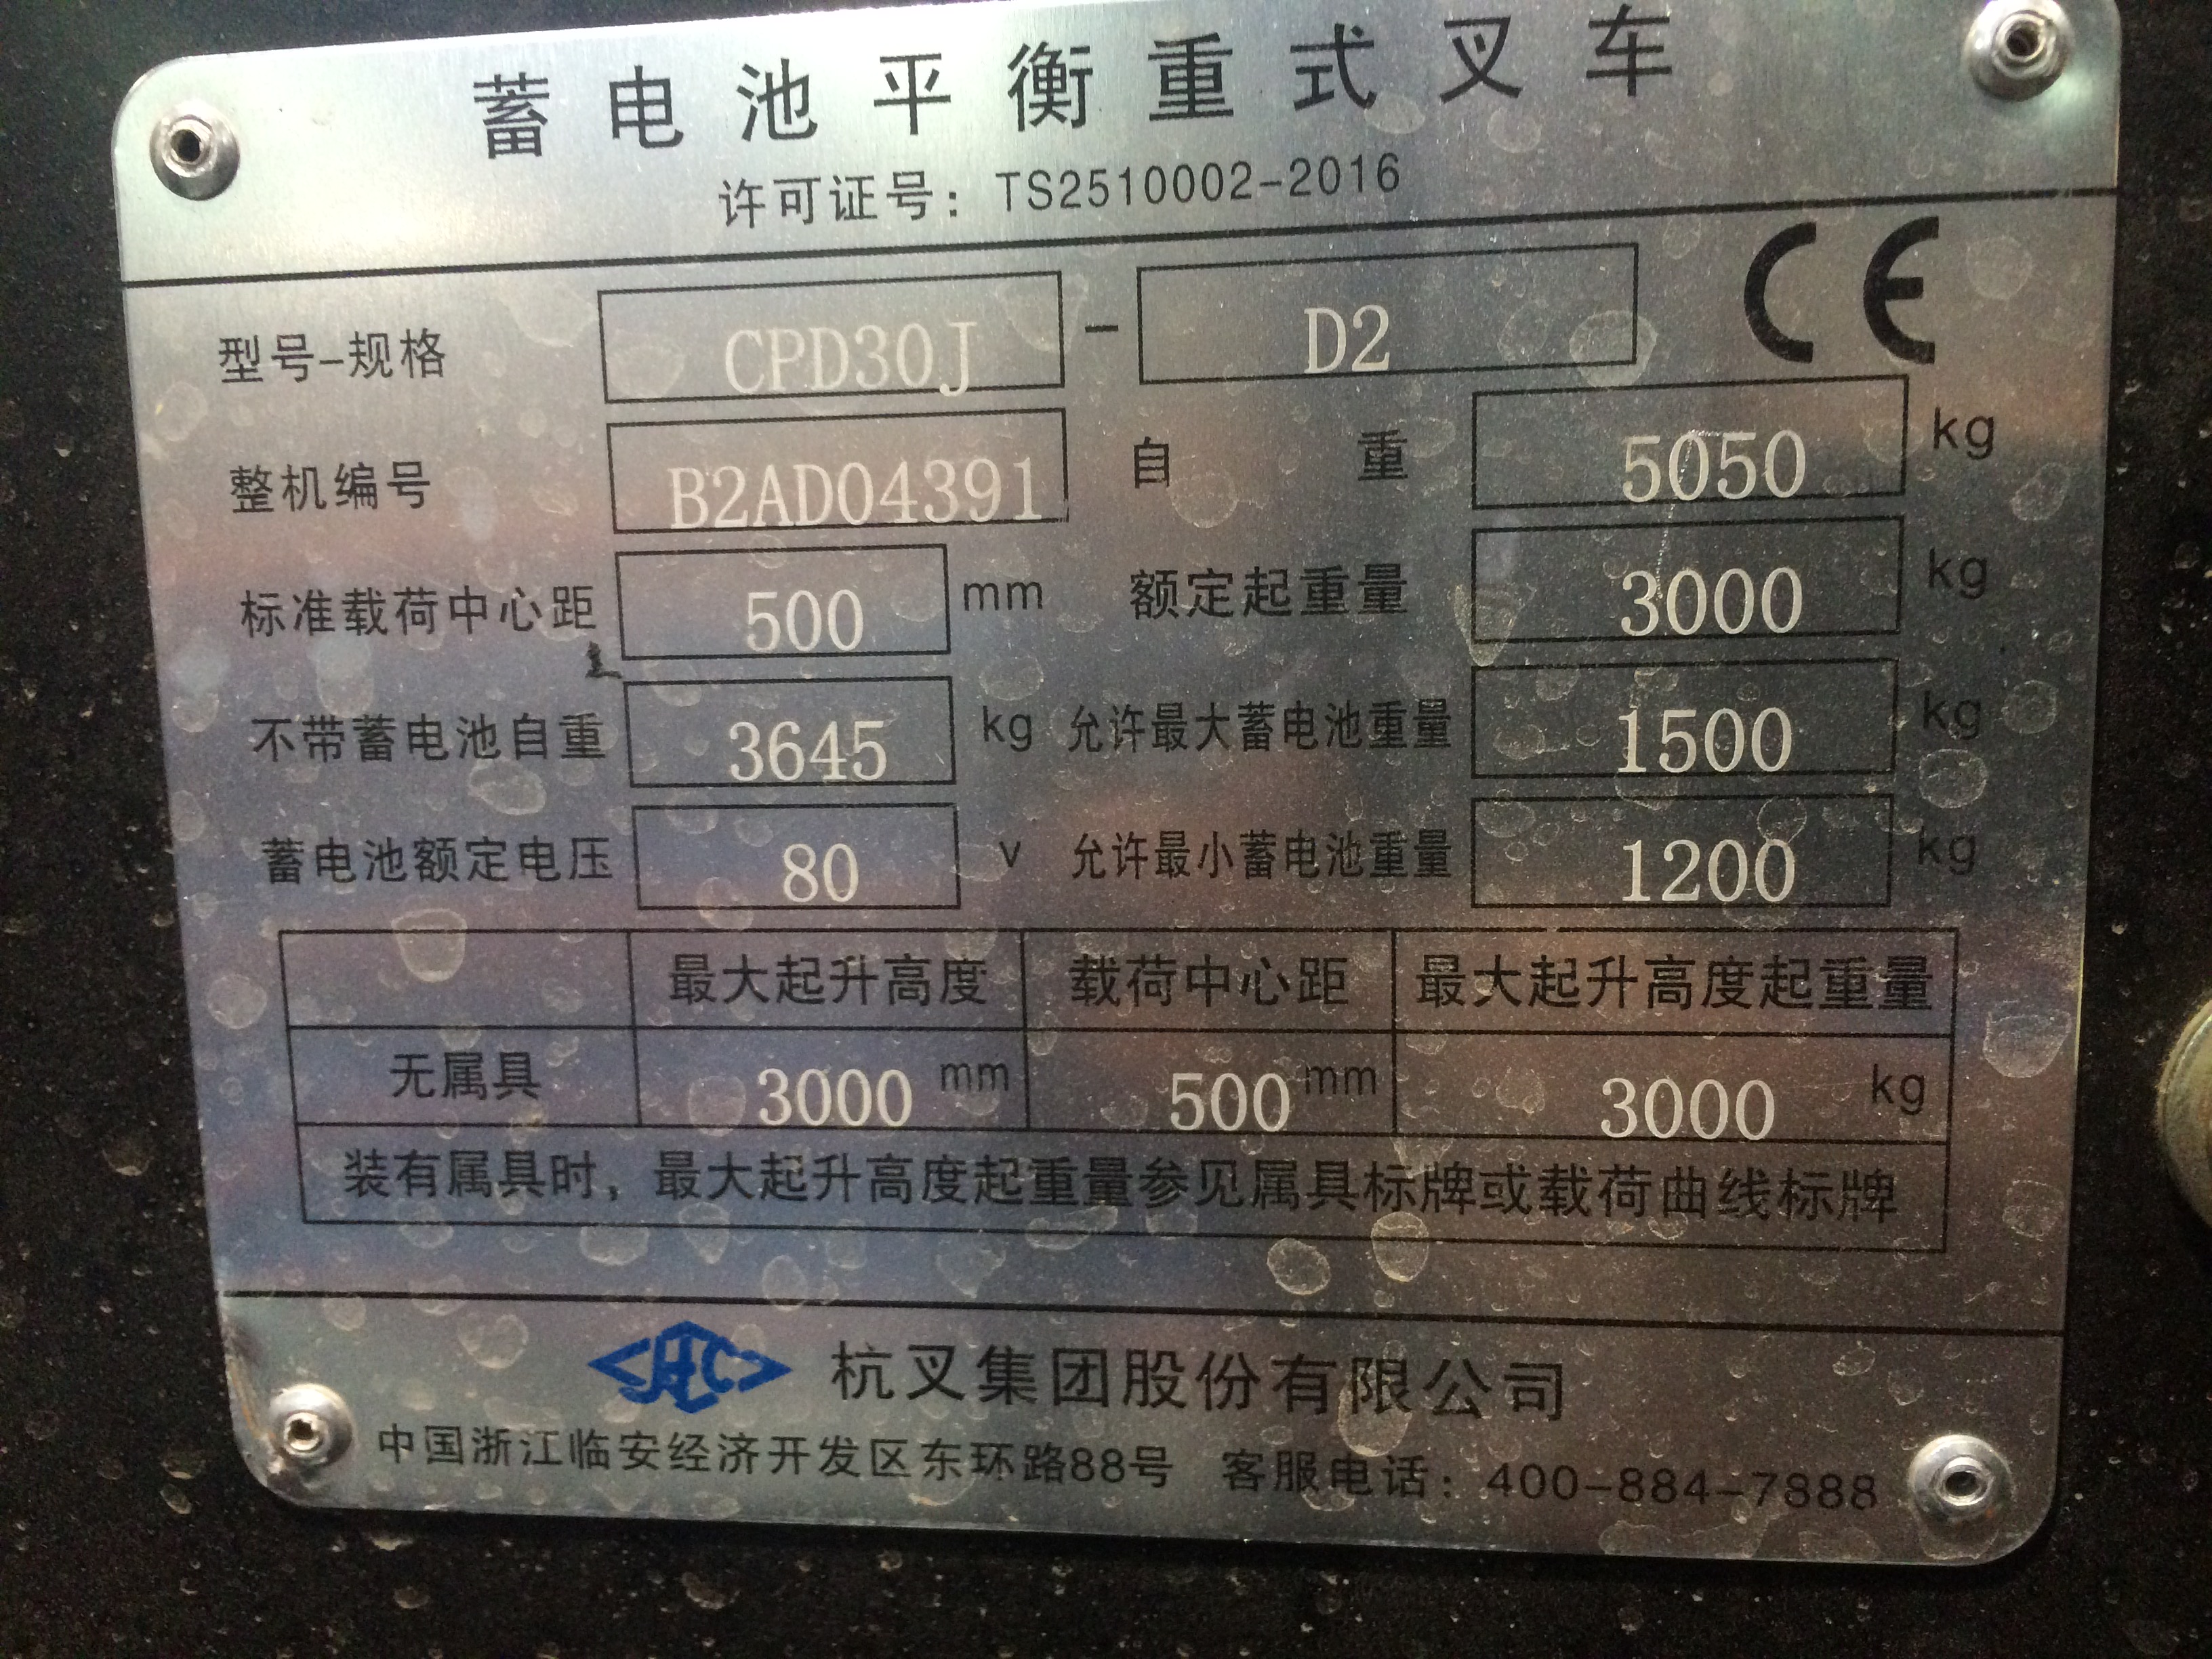 蓄电池平衡重式叉车
许可证号：TS2510002-2016
型号-规格 CPD30J - D2 CE
整机编号 B2AD04391 自重 5050 kg
标准载荷中心距 500 mm 额定起重量 3000 kg
不带蓄电池自重 3645 kg 允许最大蓄电池重量 1500 kg
蓄电池额定电压 80 v 允许最小蓄电池重量 1200 kg
最大起升高度 载荷中心距 最大起升高度起重量
无属具 3000 mm 500 mm 3000 kg
装有属具时，最大起升高度起重量参见属具标牌或载荷曲线标牌
HC 杭叉集团股份有限公司
中国浙江临安经济开发区东环路88号 客服电话：400-884-7888